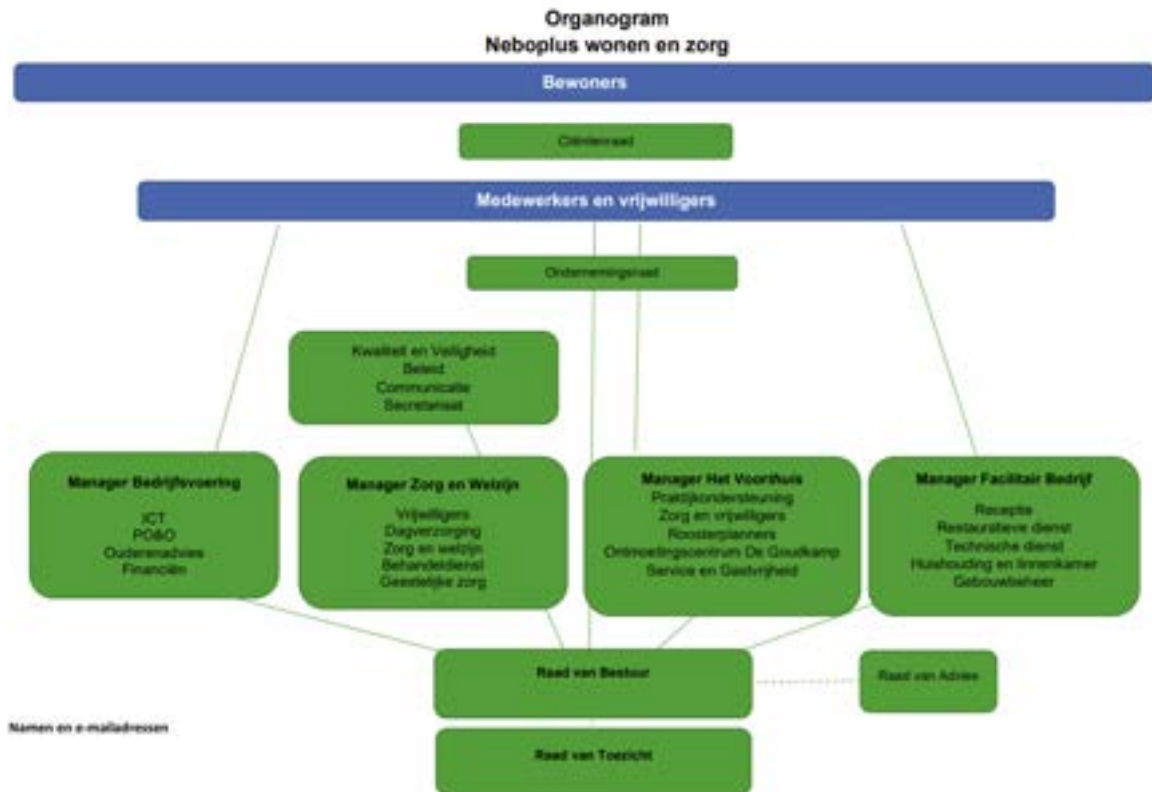 Organogram
Neboplus wonen en zorg
Bewoners
Cliëntenraad
Medewerkers en vrijwilligers
Ondernemingsraad
Kwaliteit en Veiligheid
Beleid
Communicatie
Secretariaat
Manager Bedrijfsvoering
ICT
PO&O
Ouderenadvies
Financiën
Manager Zorg en Welzijn
Vrijwilligers
Dagverzorging
Zorg en welzijn
Behandeldienst
Geestelijke zorg
Manager Het Voorthuis
Praktijkondersteuning
Zorg en vrijwilligers
Roosterplanners
Ontmoetingscentrum De Goudkamp
Service en Gastvrijheid
Manager Facilitair Bedrijf
Receptie
Restauratieve dienst
Technische dienst
Huishouding en linnenkamer
Gebouwbeheer
Raad van Bestuur
Raad van Advies
Namen en e-mailadressen
Raad van Toezicht